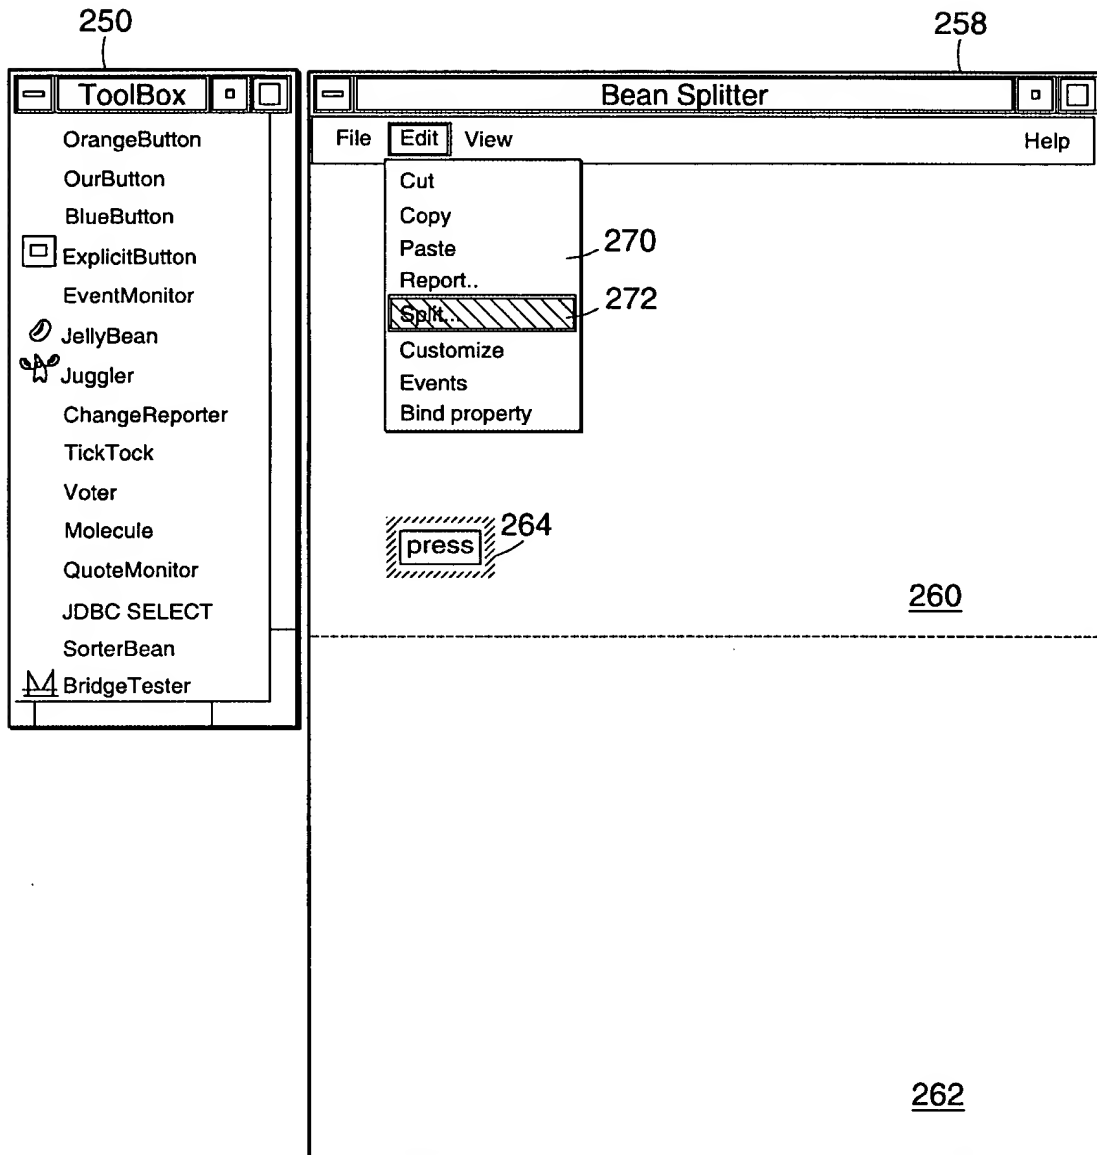 250
258
ToolBox
Bean Splitter
File Edit View Help
OrangeButton
OurButton
BlueButton
ExplicitButton
EventMonitor
JellyBean
Juggler
ChangeReporter
TickTock
Voter
Molecule
QuoteMonitor
JDBC SELECT
SorterBean
BridgeTester
Cut
Copy
Paste
Report..
Split...
Customize
Events
Bind property
270
272
press
264
260
262